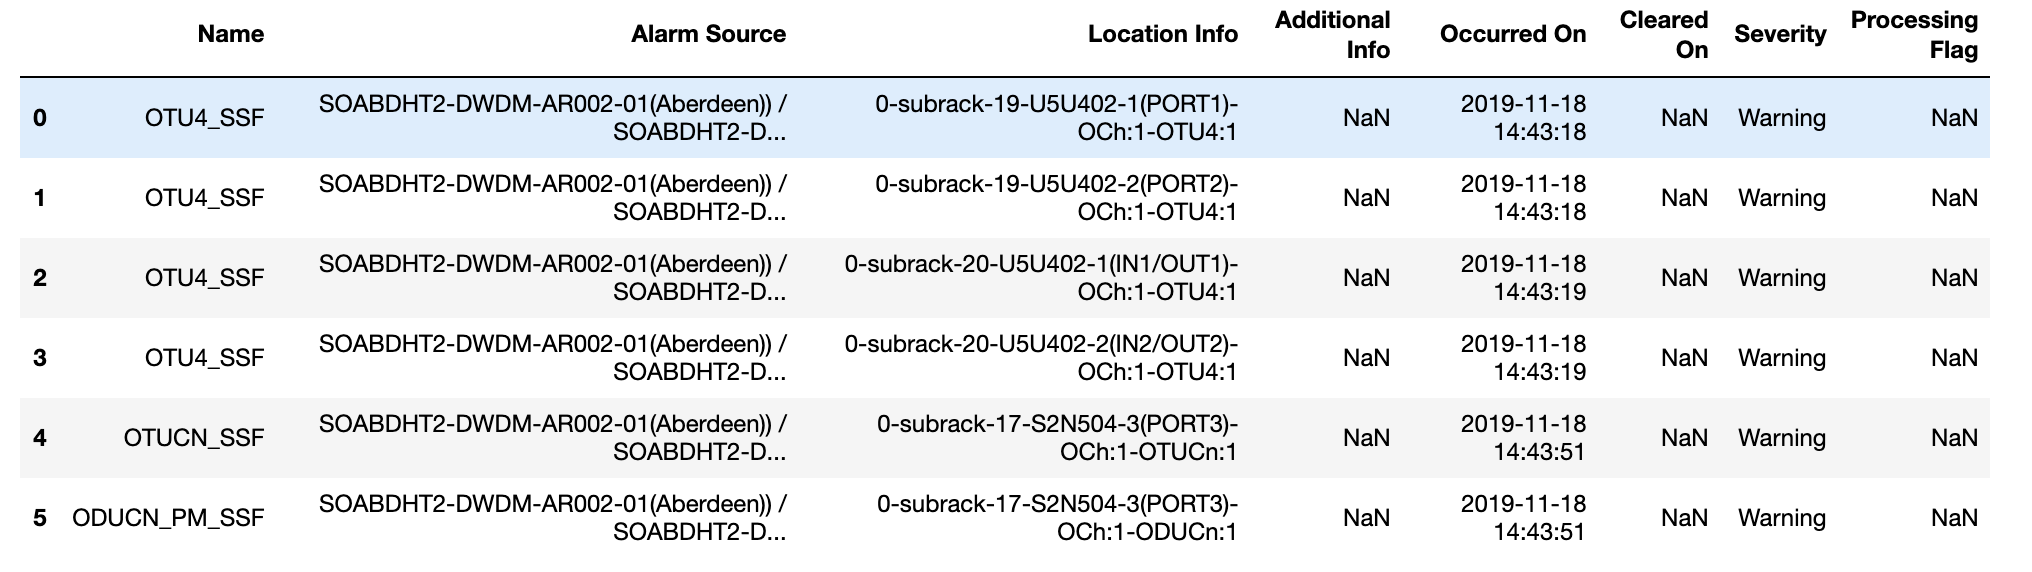 Name Alarm Source Location Info Additional Info Occurred On Cleared On Severity Processing Flag
0 OTU4_SSF SOABDHT2-DWDM-AR002-01(Aberdeen)) / SOABDHT2-D... 0-subrack-19-U5U402-1(PORT1)-OCh:1-OTU4:1 NaN 2019-11-18 14:43:18 NaN Warning NaN
1 OTU4_SSF SOABDHT2-DWDM-AR002-01(Aberdeen)) / SOABDHT2-D... 0-subrack-19-U5U402-2(PORT2)-OCh:1-OTU4:1 NaN 2019-11-18 14:43:18 NaN Warning NaN
2 OTU4_SSF SOABDHT2-DWDM-AR002-01(Aberdeen)) / SOABDHT2-D... 0-subrack-20-U5U402-1(IN1/OUT1)-OCh:1-OTU4:1 NaN 2019-11-18 14:43:19 NaN Warning NaN
3 OTU4_SSF SOABDHT2-DWDM-AR002-01(Aberdeen)) / SOABDHT2-D... 0-subrack-20-U5U402-2(IN2/OUT2)-OCh:1-OTU4:1 NaN 2019-11-18 14:43:19 NaN Warning NaN
4 OTUCN_SSF SOABDHT2-DWDM-AR002-01(Aberdeen)) / SOABDHT2-D... 0-subrack-17-S2N504-3(PORT3)-OCh:1-OTUCn:1 NaN 2019-11-18 14:43:51 NaN Warning NaN
5 ODUCN_PM_SSF SOABDHT2-DWDM-AR002-01(Aberdeen)) / SOABDHT2-D... 0-subrack-17-S2N504-3(PORT3)-OCh:1-ODUCn:1 NaN 2019-11-18 14:43:51 NaN Warning NaN